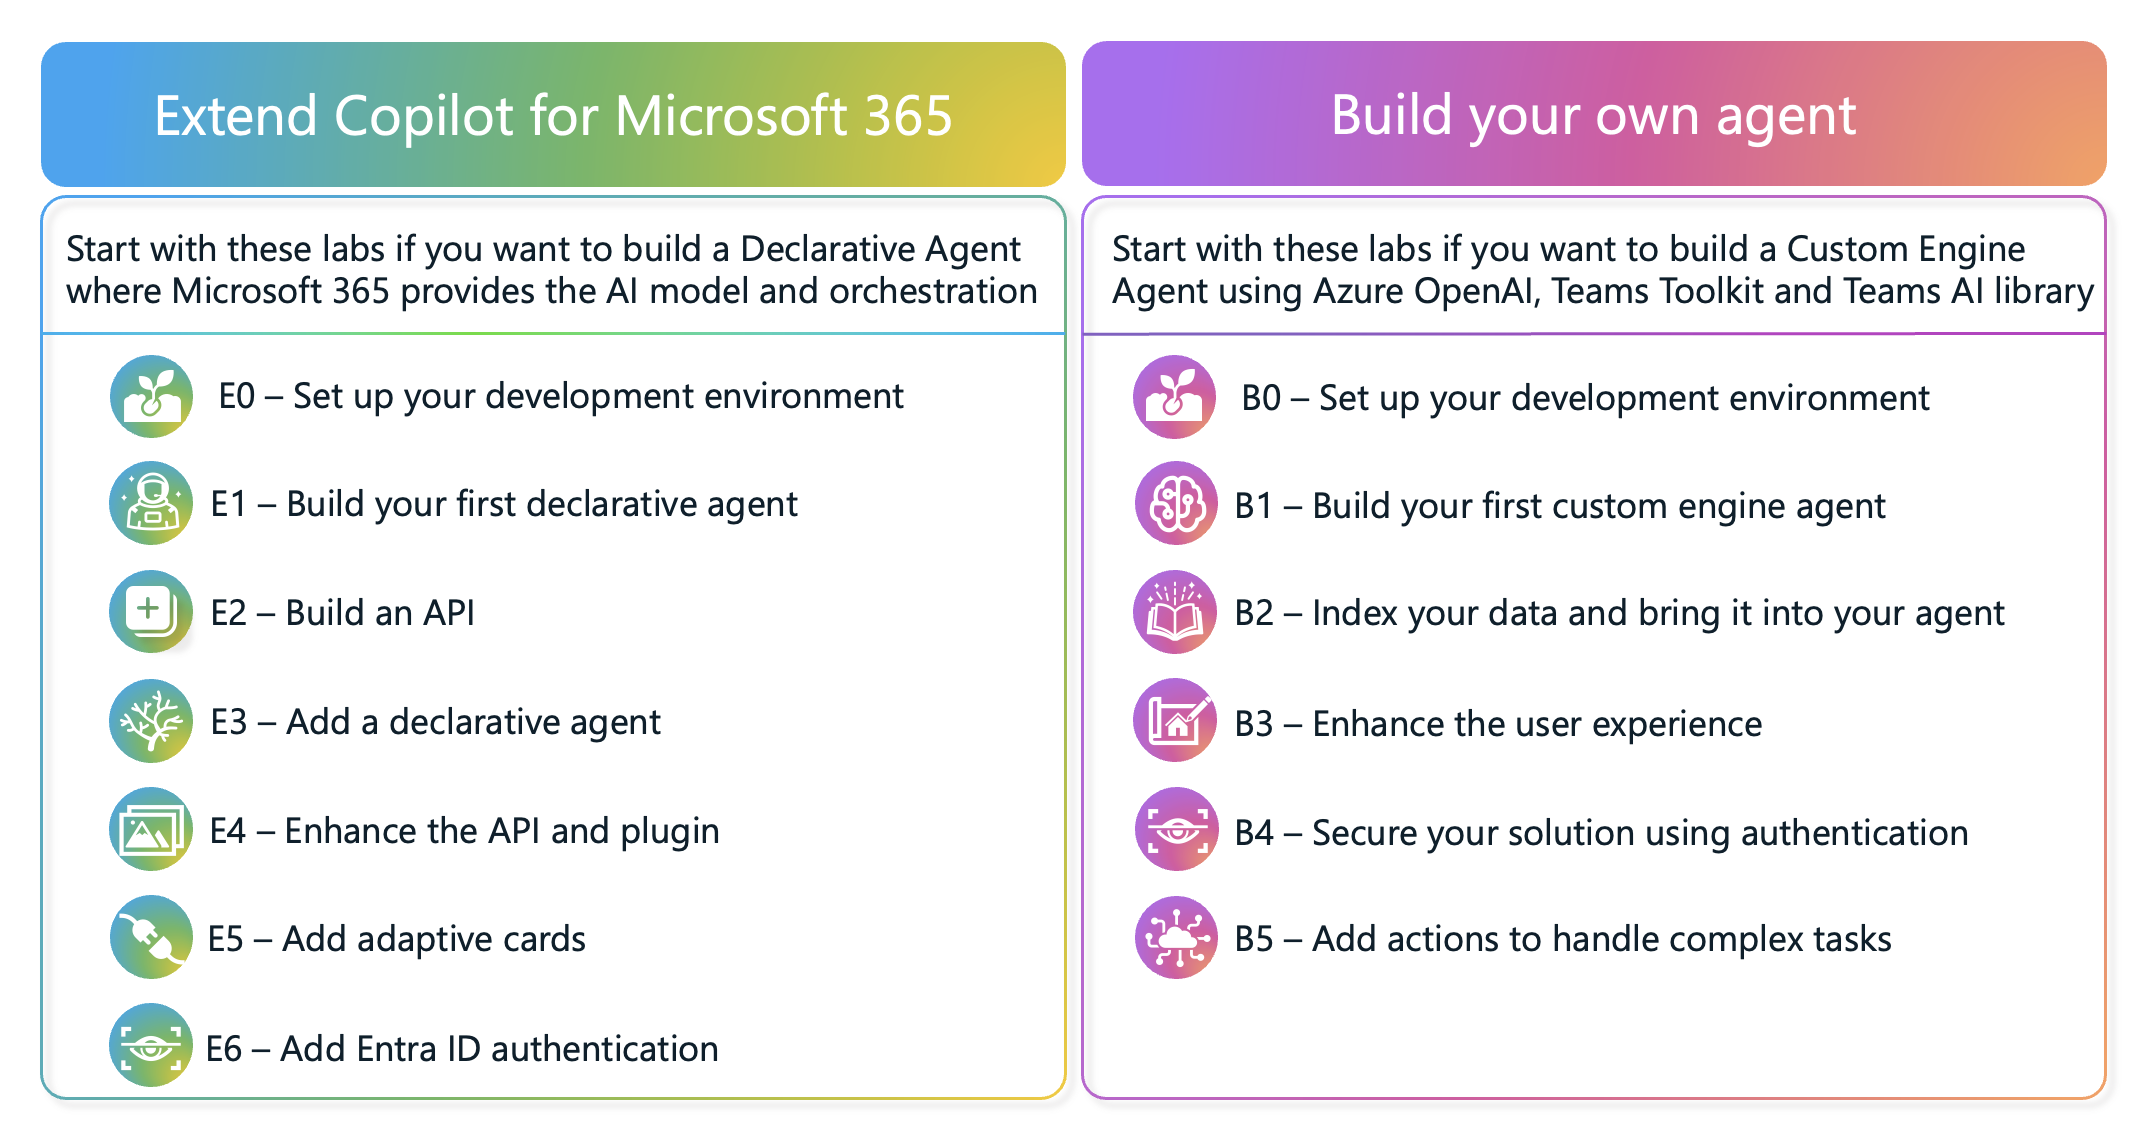 Extend Copilot for Microsoft 365
Start with these labs if you want to build a Declarative Agent
where Microsoft 365 provides the AI model and orchestration
E0 – Set up your development environment
E1 – Build your first declarative agent
E2 – Build an API
E3 – Add a declarative agent
E4 – Enhance the API and plugin
E5 – Add adaptive cards
E6 – Add Entra ID authentication
Build your own agent
Start with these labs if you want to build a Custom Engine
Agent using Azure OpenAI, Teams Toolkit and Teams AI library
B0 – Set up your development environment
B1 – Build your first custom engine agent
B2 – Index your data and bring it into your agent
B3 – Enhance the user experience
B4 – Secure your solution using authentication
B5 – Add actions to handle complex tasks